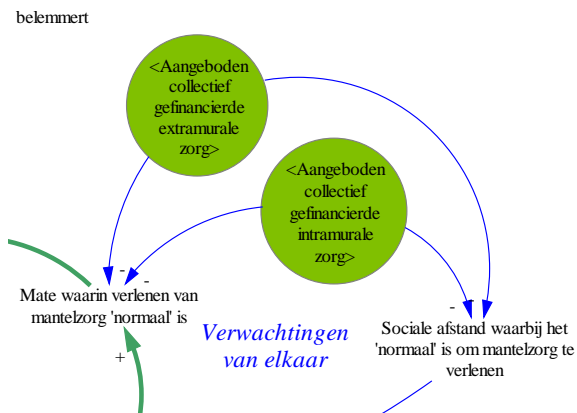 belemmert
<Aangeboden
collectief
gefinancierde
extramurale
zorg>
<Aangeboden
collectief
gefinancierde
intramurale
zorg>
-
-
Mate waarin verlenen van
mantelzorg 'normaal' is
+
Verwachtingen
van elkaar
-
-
Sociale afstand waarbij het
'normaal' is om mantelzorg te
verlenen